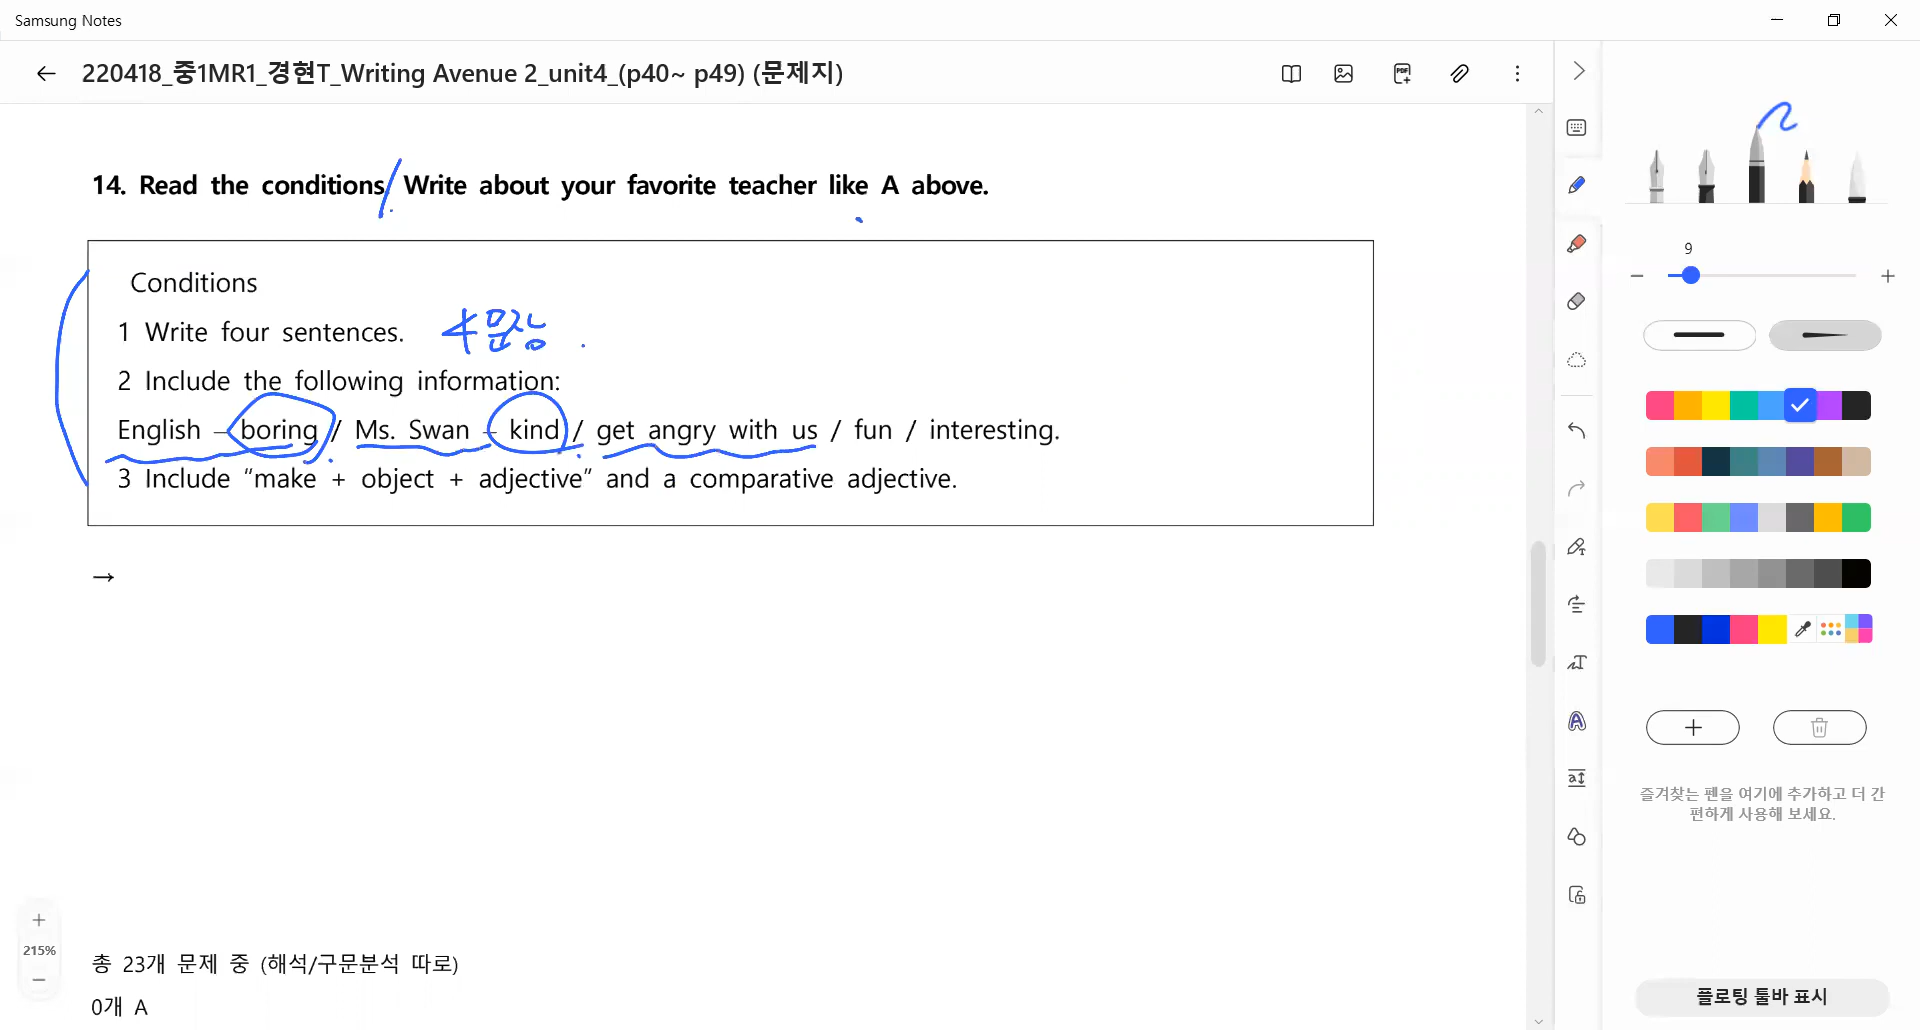 Samsung Notes
220418_중1MR1_경현T_Writing Avenue 2_unit4_(p40~ p49) (문제지)
14. Read the conditions/ Write about your favorite teacher like A above.
Conditions
1 Write four sentences. 4문장.
2 Include the following information:
English – boring / Ms. Swan – kind / get angry with us / fun / interesting.
3 Include “make + object + adjective” and a comparative adjective.
→
총 23개 문제 중 (해석/구문분석 따로)
0개 A
215%
9
즐겨찾는 펜을 여기에 추가하고 더 간
편하게 사용해 보세요.
플로팅 툴바 표시